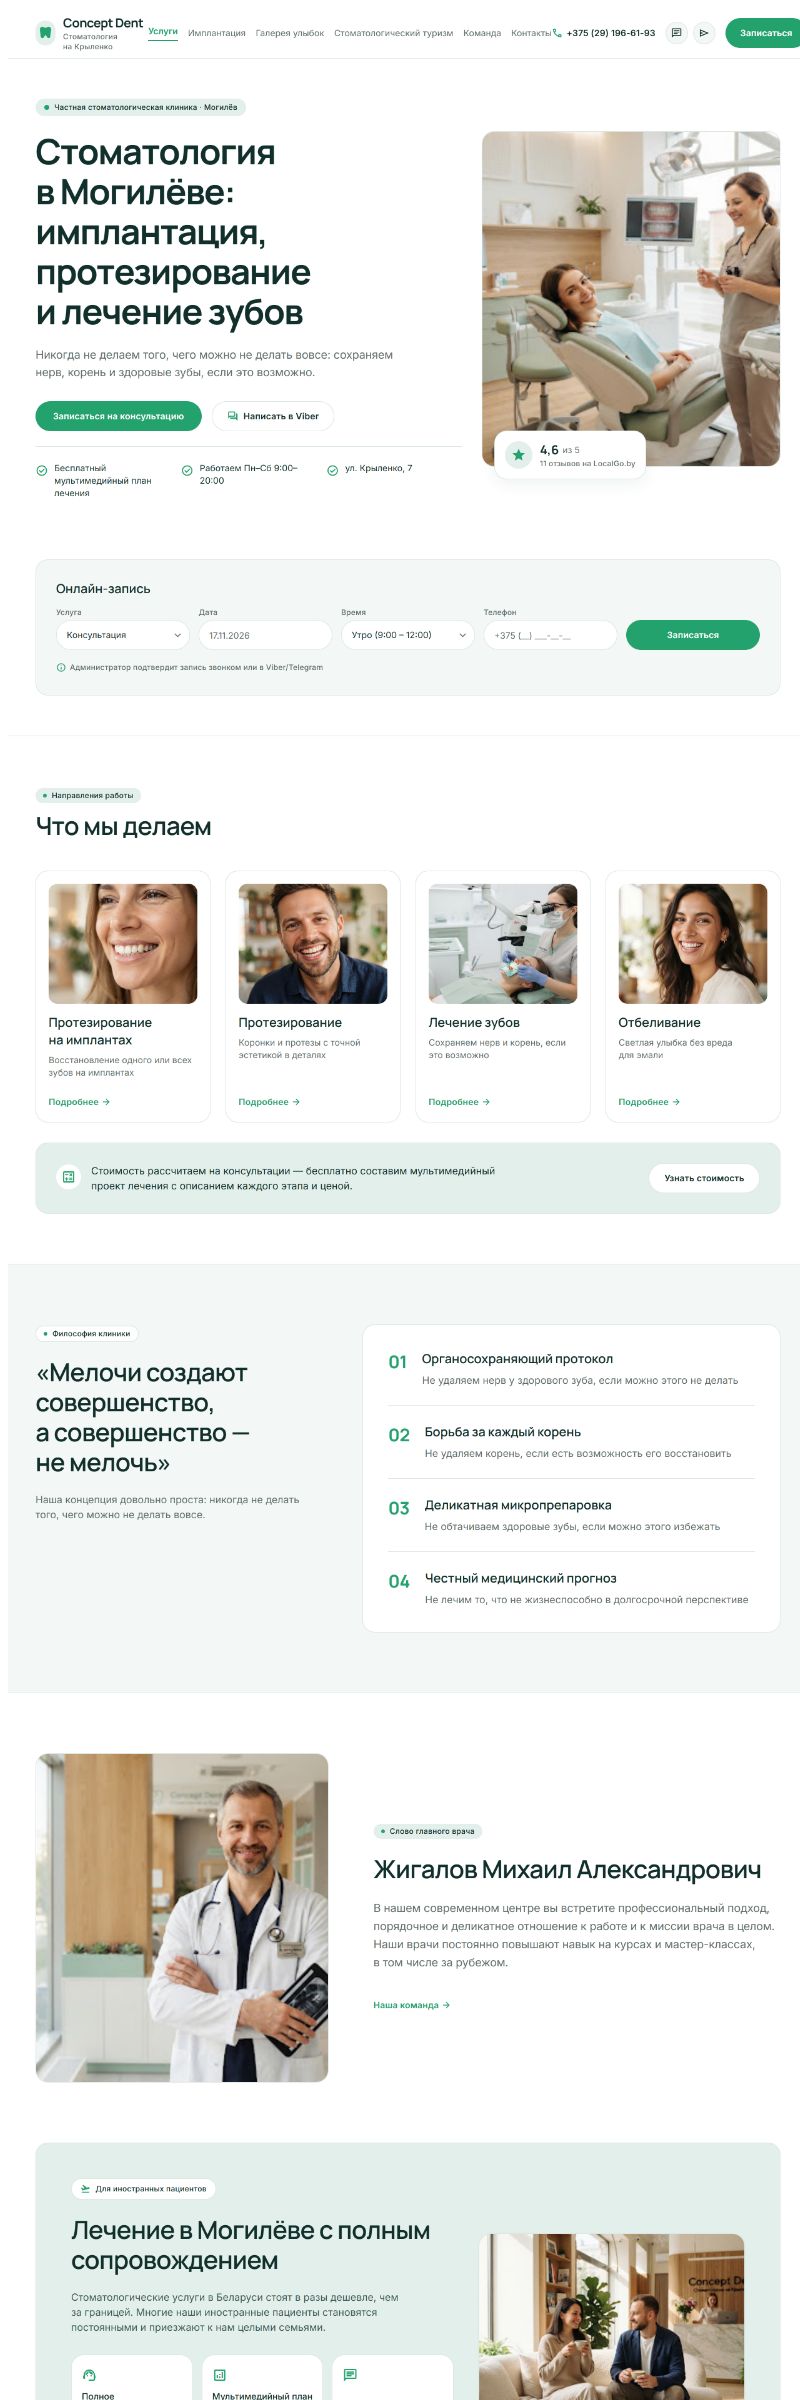 Concept Dent
Стоматология
на Крыленко
Услуги
Имплантация
Галерея улыбок
Стоматологический туризм
Команда
Контакты
+375 (29) 196-61-93
Записаться
Частная стоматологическая клиника · Могилёв
Стоматология
в Могилёве:
имплантация,
протезирование
и лечение зубов
Никогда не делаем того, чего можно не делать вовсе: сохраняем
нерв, корень и здоровые зубы, если это возможно.
Записаться на консультацию
Написать в Viber
Бесплатный
мультимедийный план
лечения
Работаем Пн–Сб 9:00–
20:00
ул. Крыленко, 7
4,6 из 5
11 отзывов на LocalGo.by
Онлайн-запись
Услуга
Дата
Время
Телефон
Консультация
17.11.2026
Утро (9:00 – 12:00)
+375 (__) ___-__-__
Записаться
Администратор подтвердит запись звонком или в Viber/Telegram
Направления работы
Что мы делаем
Протезирование
на имплантах
Восстановление одного или всех
зубов на имплантах
Подробнее →
Протезирование
Коронки и протезы с точной
эстетикой в деталях
Подробнее →
Лечение зубов
Сохраняем нерв и корень, если
это возможно
Подробнее →
Отбеливание
Светлая улыбка без вреда
для эмали
Подробнее →
Стоимость рассчитаем на консультации — бесплатно составим мультимедийный
проект лечения с описанием каждого этапа и ценой.
Узнать стоимость
Философия клиники
«Мелочи создают
совершенство,
а совершенство —
не мелочь»
Наша концепция довольно проста: никогда не делать
того, чего можно не делать вовсе.
01 Органосохраняющий протокол
Не удаляем нерв у здорового зуба, если можно этого не делать
02 Борьба за каждый корень
Не удаляем корень, если есть возможность его восстановить
03 Деликатная микропрепаровка
Не обтачиваем здоровые зубы, если можно этого избежать
04 Честный медицинский прогноз
Не лечим то, что не жизнеспособно в долгосрочной перспективе
Concept Dent
Слово главного врача
Жигалов Михаил Александрович
В нашем современном центре вы встретите профессиональный подход,
порядочное и деликатное отношение к работе и к миссии врача в целом.
Наши врачи постоянно повышают навык на курсах и мастер-классах,
в том числе за рубежом.
Наша команда →
Для иностранных пациентов
Лечение в Могилёве с полным
сопровождением
Стоматологические услуги в Беларуси стоят в разы дешевле, чем
за границей. Многие наши иностранные пациенты становятся
постоянными и приезжают к нам целыми семьями.
Concept De
Полное
Мультимедийный план